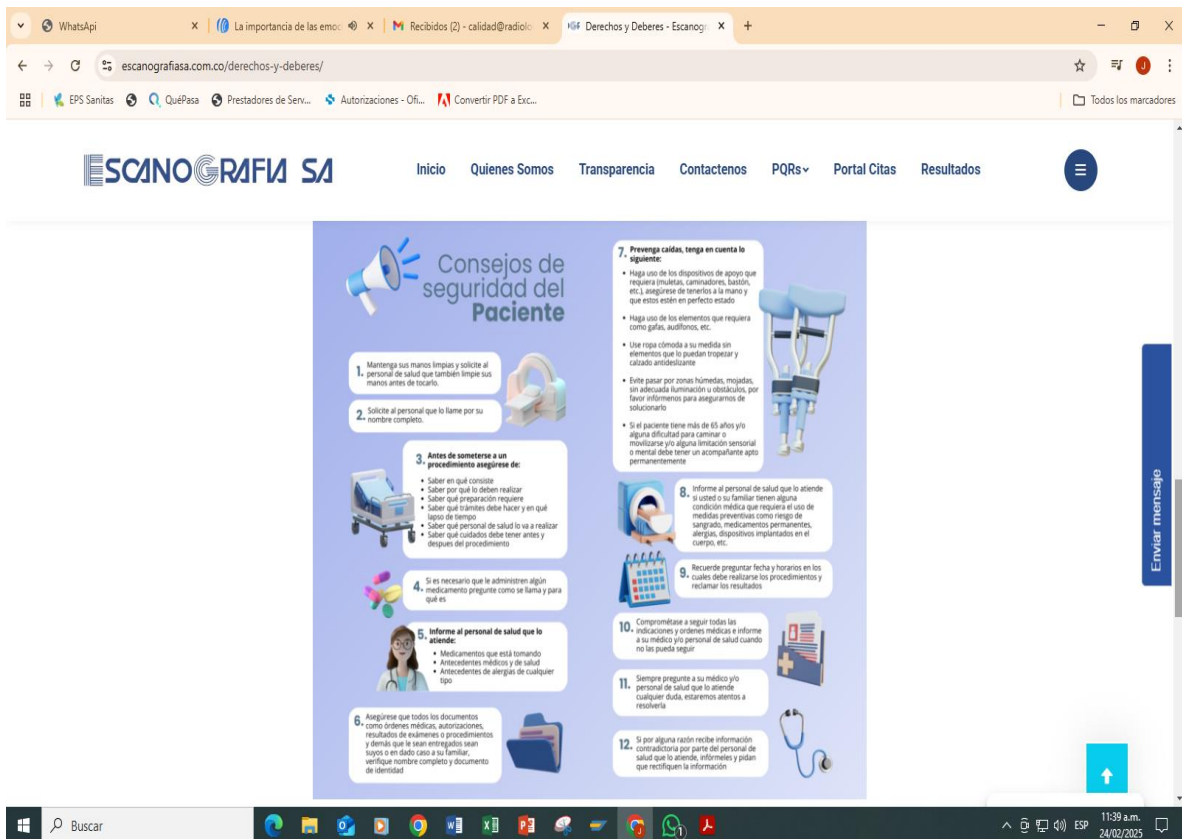 WhatsApi
La importancia de las emoc
Recibidos (2) - calidad@radiolo
Derechos y Deberes - Escanogr
escanografiasa.com.co/derechos-y-deberes/
EPS Sanitas
QuéPasa
Prestadores de Serv...
Autorizaciones - Ofi...
Convertir PDF a Exc...
Todos los marcadores
ESCANOGRAFIA SA
Inicio
Quienes Somos
Transparencia
Contactenos
PQRs
Portal Citas
Resultados
Consejos de
seguridad del
Paciente
1. Mantenga sus manos limpias y solicite al
personal de salud que también limpie sus
manos antes de tocarlo.
2. Solicite al personal que lo llame por su
nombre completo.
3. Antes de someterse a un
procedimiento asegúrese de:
• Saber en qué consiste
• Saber por qué lo deben realizar
• Saber qué preparación requiere
• Saber qué trámites debe hacer y en qué
lapso de tiempo
• Saber qué personal de salud lo va a realizar
• Saber qué cuidados debe tener antes y
despues del procedimiento
4. Si es necesario que le administren algún
medicamento pregunte como se llama y para
qué es
5. Informe al personal de salud que lo
atiende:
• Medicamentos que está tomando
• Antecedentes médicos y de salud
• Antecedentes de alergias de cualquier
tipo
6. Asegúrese que todos los documentos
como órdenes médicas, autorizaciones,
resultados de exámenes o procedimientos
y demás que le sean entregados sean
suyos o en dado caso a su familiar,
verifique nombre completo y documento
de identidad
7. Prevenga caídas, tenga en cuenta lo
siguiente:
• Haga uso de los dispositivos de apoyo que
requiera (muletas, caminadores, bastón,
etc.), asegúrese de tenerlos a la mano y
que estos estén en perfecto estado
• Haga uso de los elementos que requiera
como gafas, audífonos, etc.
• Use ropa cómoda a su medida sin
elementos que lo puedan tropezar y
calzado antideslizante
• Evite pasar por zonas húmedas, mojadas,
sin adecuada iluminación u obstáculos, por
favor infórmenos para asegurarnos de
solucionarlo
• Si el paciente tiene más de 65 años y/o
alguna dificultad para caminar o
movilizarse y/o alguna limitación sensorial
o mental debe tener un acompañante apto
permanentemente
8. Informe al personal de salud que lo atiende
si usted o su familiar tienen alguna
condición médica que requiera el uso de
medidas preventivas como riesgo de
sangrado, medicamentos permanentes,
alergias, dispositivos implantados en el
cuerpo, etc.
9. Recuerde preguntar fecha y horarios en los
cuales debe realizarse los procedimientos y
reclamar los resultados
10. Comprométase a seguir todas las
indicaciones y ordenes médicas e informe
a su médico y/o personal de salud cuando
no las pueda seguir
11. Siempre pregunte a su médico y/o
personal de salud que lo atiende
cualquier duda, estaremos atentos a
resolverla
12. Si por alguna razón recibe información
contradictoria por parte del personal de
salud que lo atiende, infórmeles y pidan
que rectifiquen la información
Enviar mensaje
Buscar
ESP
11:39 a.m.
24/02/2025